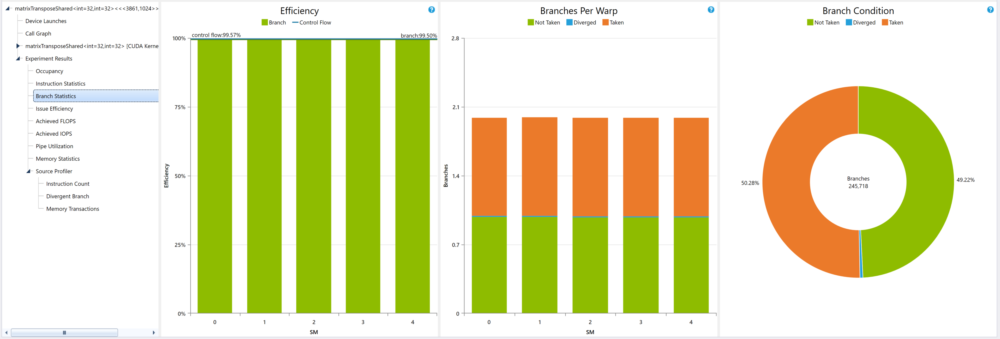 matrixTransposeShared<int=32,int=32><<<3861,1024>>
Device Launches
Call Graph
matrixTransposeShared<int=32,int=32> [CUDA Kerne
Experiment Results
Occupancy
Instruction Statistics
Branch Statistics
Issue Efficiency
Achieved FLOPS
Achieved IOPS
Pipe Utilization
Memory Statistics
Source Profiler
Instruction Count
Divergent Branch
Memory Transactions
Efficiency
Branch Control Flow
control flow:99.57% branch:99.50%
100%
75%
50%
25%
0%
Efficiency
0 1 2 3 4
SM
Branches Per Warp
Not Taken Diverged Taken
2.8
2.1
1.4
0.7
0
Branches
0 1 2 3 4
SM
Branch Condition
Not Taken Diverged Taken
50.28%
Branches
245,718
49.22%